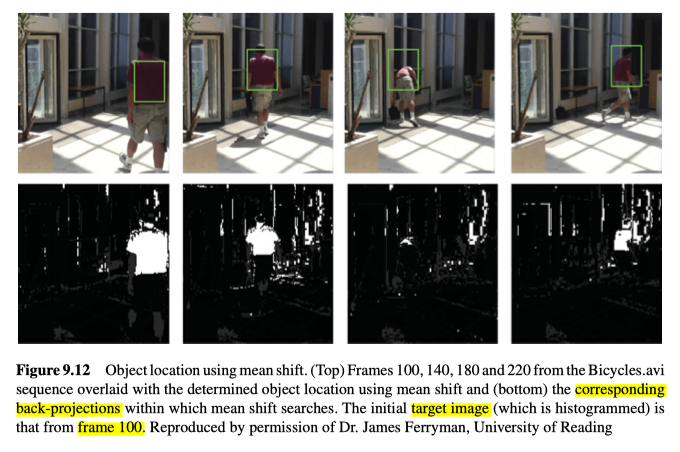 Figure 9.12 Object location using mean shift. (Top) Frames 100, 140, 180 and 220 from the Bicycles.avi
sequence overlaid with the determined object location using mean shift and (bottom) the corresponding
back-projections within which mean shift searches. The initial target image (which is histogrammed) is
that from frame 100. Reproduced by permission of Dr. James Ferryman, University of Reading